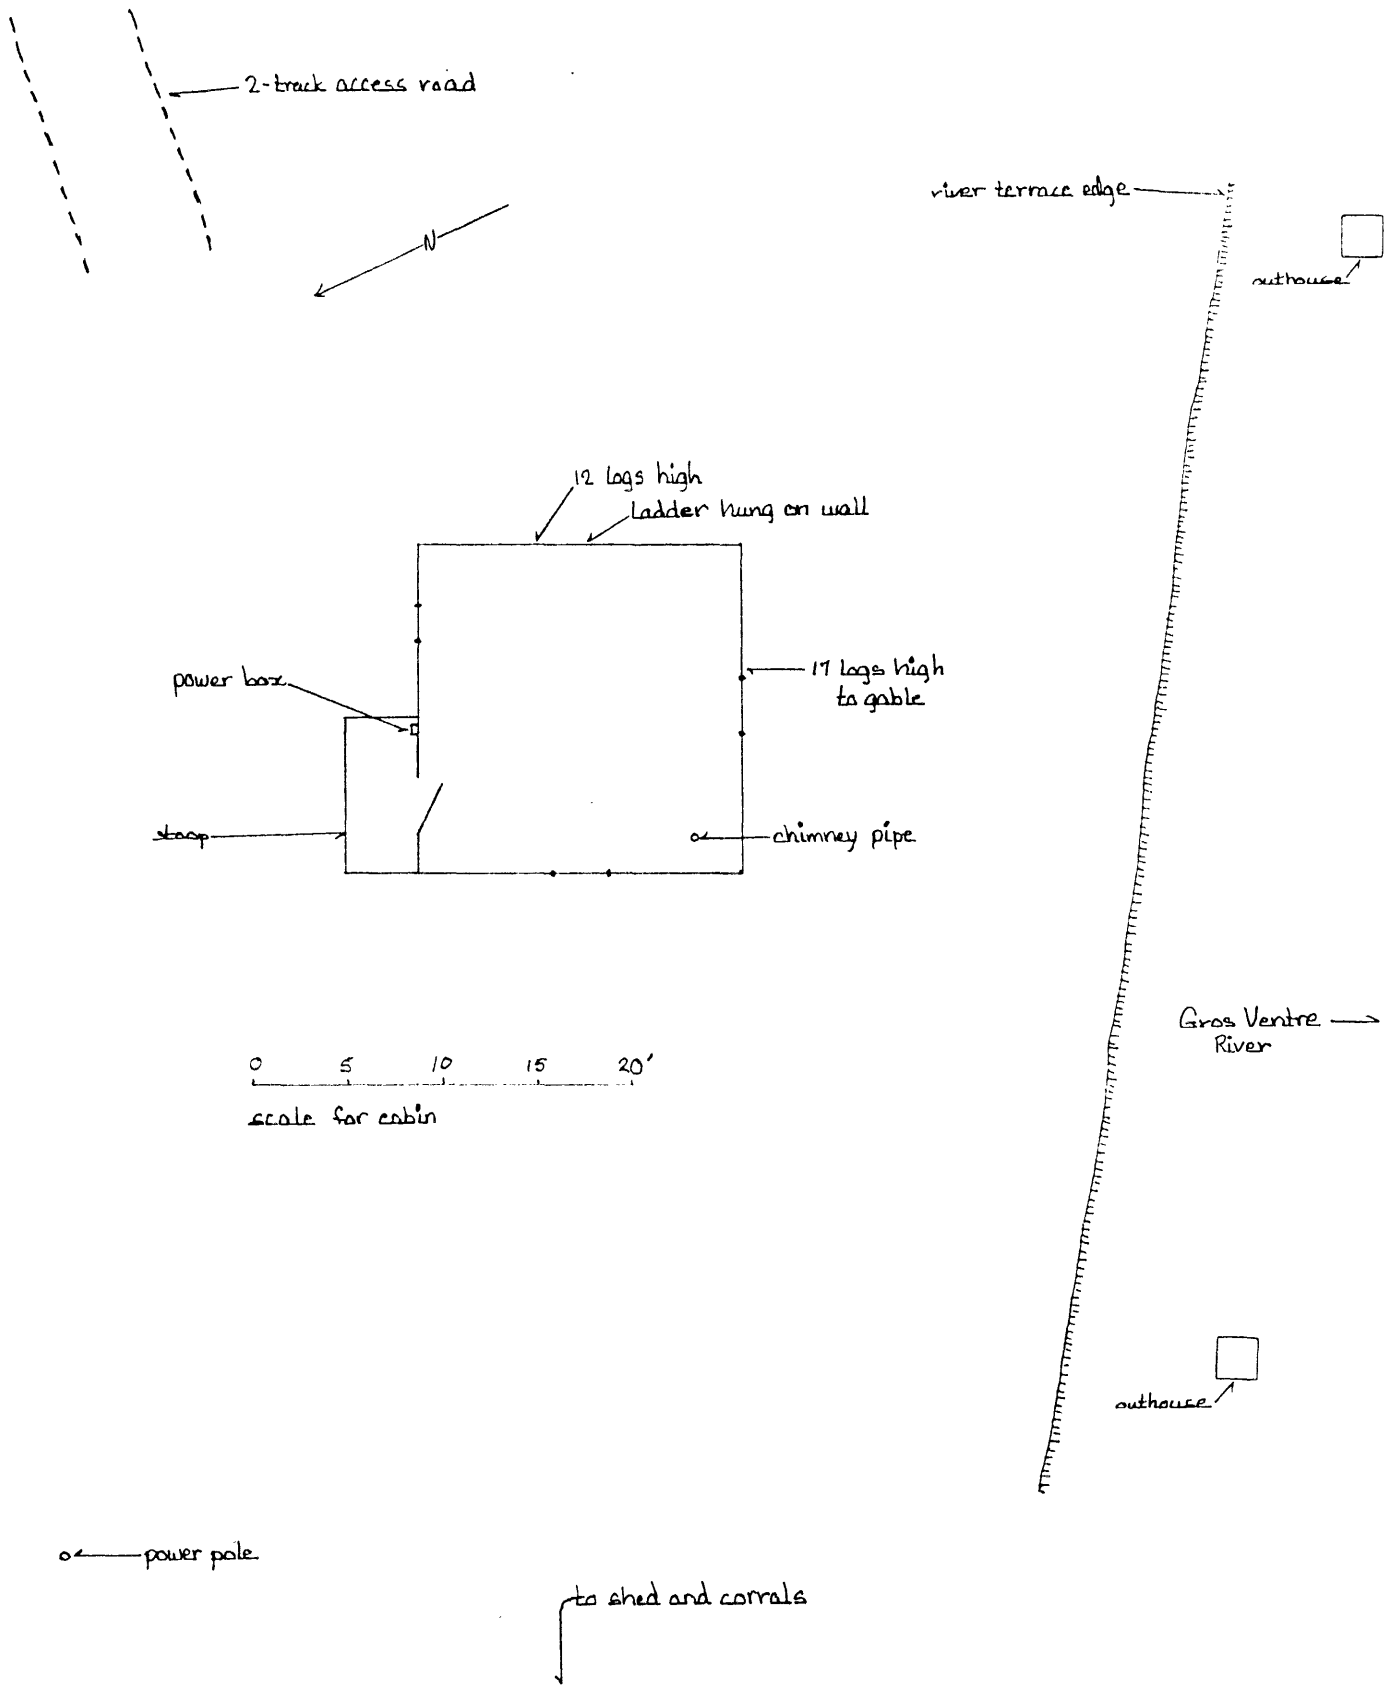 2-track access road
river terrace edge
N
outhouse
12 logs high
ladder hung on wall
17 logs high
to gable
power box
stoop
chimney pipe
Gros Ventre
River
0 5 10 15 20'
scale for cabin
outhouse
power pole
to shed and corrals